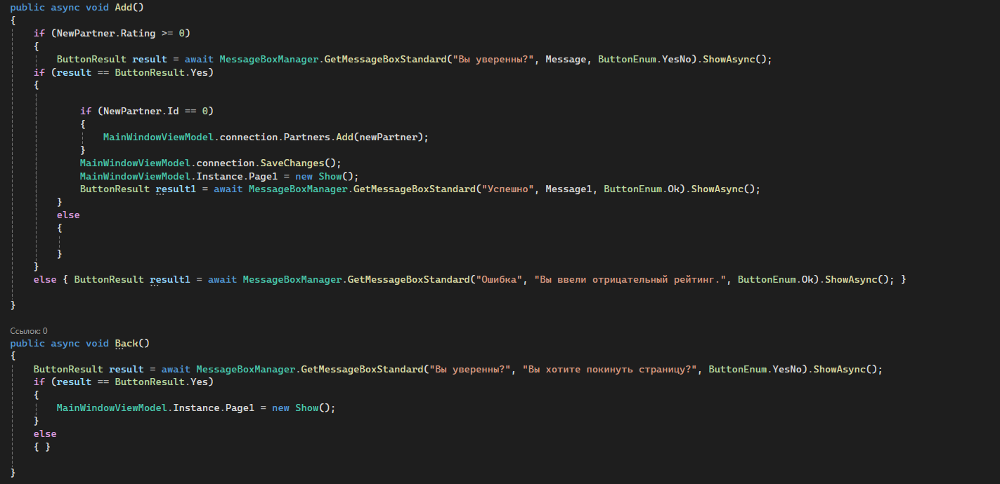 public async void Add()
{
if (NewPartner.Rating >= 0)
{
ButtonResult result = await MessageBoxManager.GetMessageBoxStandard("Вы уверенны?", Message, ButtonEnum.YesNo).ShowAsync();
if (result == ButtonResult.Yes)
{
if (NewPartner.Id == 0)
{
MainWindowViewModel.connection.Partners.Add(newPartner);
}
MainWindowViewModel.connection.SaveChanges();
MainWindowViewModel.Instance.Page1 = new Show();
ButtonResult result1 = await MessageBoxManager.GetMessageBoxStandard("Успешно", Message1, ButtonEnum.Ok).ShowAsync();
}
else
{
}
}
else { ButtonResult result1 = await MessageBoxManager.GetMessageBoxStandard("Ошибка", "Вы ввели отрицательный рейтинг.", ButtonEnum.Ok).ShowAsync(); }
}
Ссылок: 0
public async void Back()
{
ButtonResult result = await MessageBoxManager.GetMessageBoxStandard("Вы уверенны?", "Вы хотите покинуть страницу?", ButtonEnum.YesNo).ShowAsync();
if (result == ButtonResult.Yes)
{
MainWindowViewModel.Instance.Page1 = new Show();
}
else
{ }
}